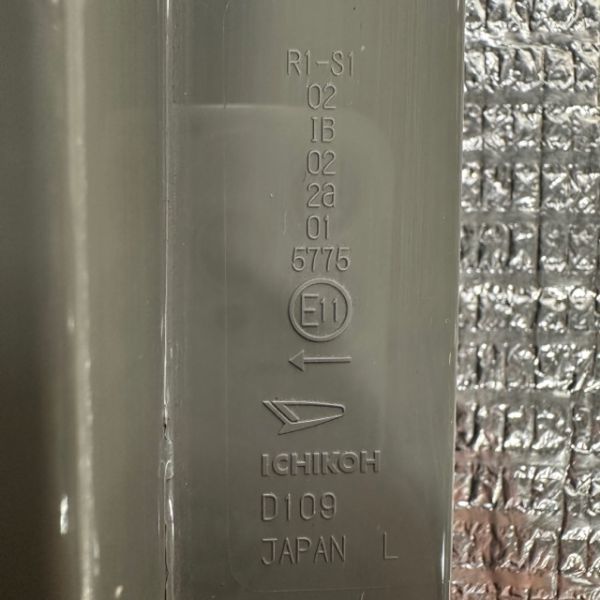 R1-S1
02
IB
02
2a
01
5775
E11
←
ICHIKOH
D109
JAPAN L